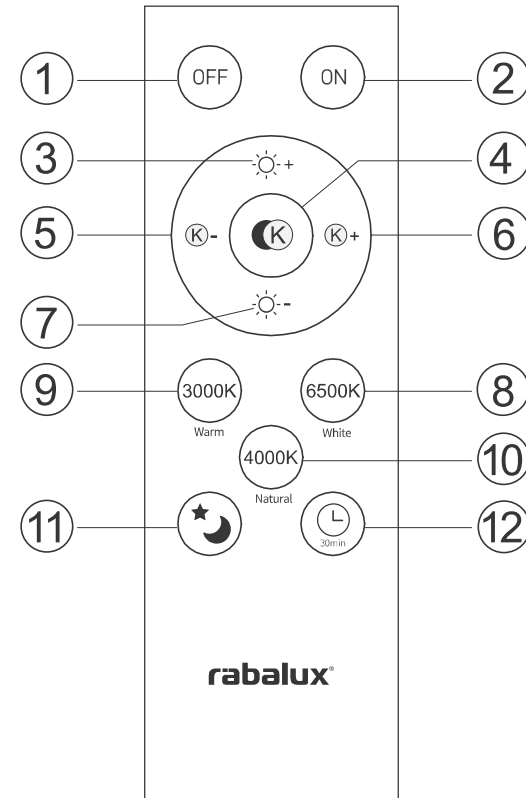 1 OFF ON 2
3 + 4
5 K- K K+ 6
7 -
9 3000K 6500K 8
Warm White
4000K 10
Natural
11 12
30min
rabalux®